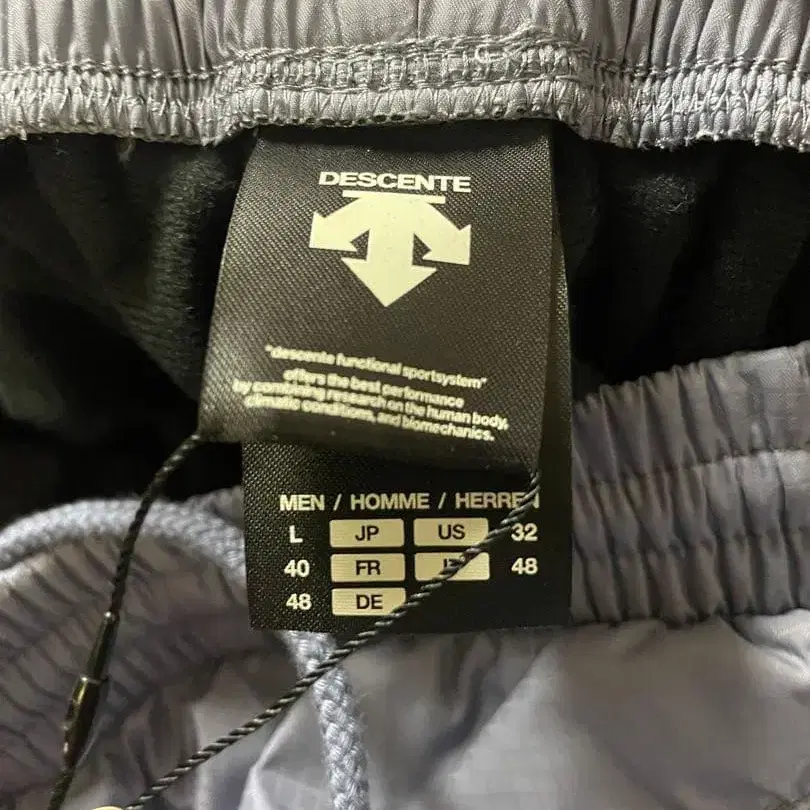 DESCENTE
"descente functional sportsystem"
offers the best performance
by combining research on the human body,
climatic conditions, and biomechanics.
MEN / HOMME / HERREN
L JP US 32
40 FR 48
48 DE